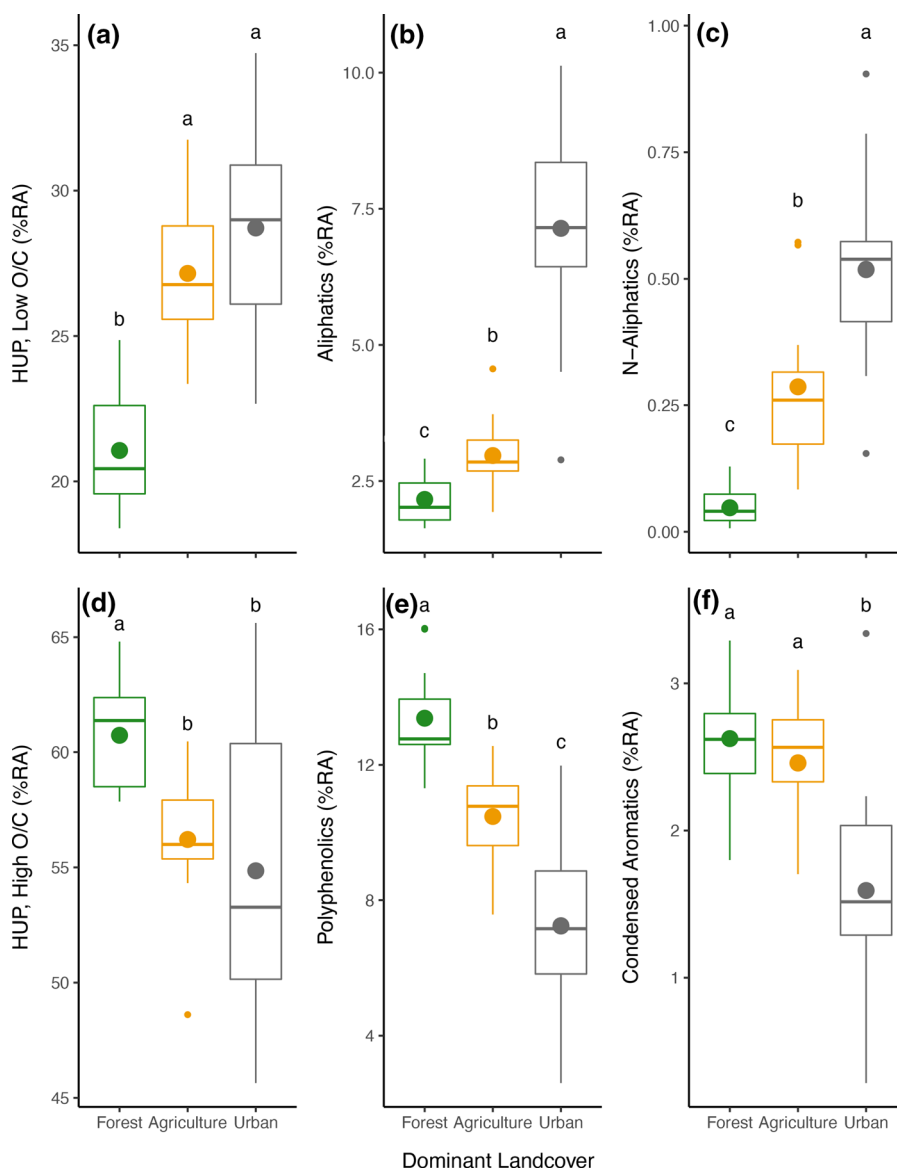 (a)
a
a
b
35
30
25
20
HUP, Low O/C (%RA)
(b)
a
b
c
10.0
7.5
5.0
2.5
Aliphatics (%RA)
(c)
a
b
c
1.00
0.75
0.50
0.25
0.00
N−Aliphatics (%RA)
(d)
a
b
b
65
60
55
50
45
HUP, High O/C (%RA)
Forest Agriculture Urban
(e)
a
b
c
16
12
8
4
Polyphenolics (%RA)
Forest Agriculture Urban
(f)
a
a
b
3
2
1
Condensed Aromatics (%RA)
Forest Agriculture Urban
Dominant Landcover